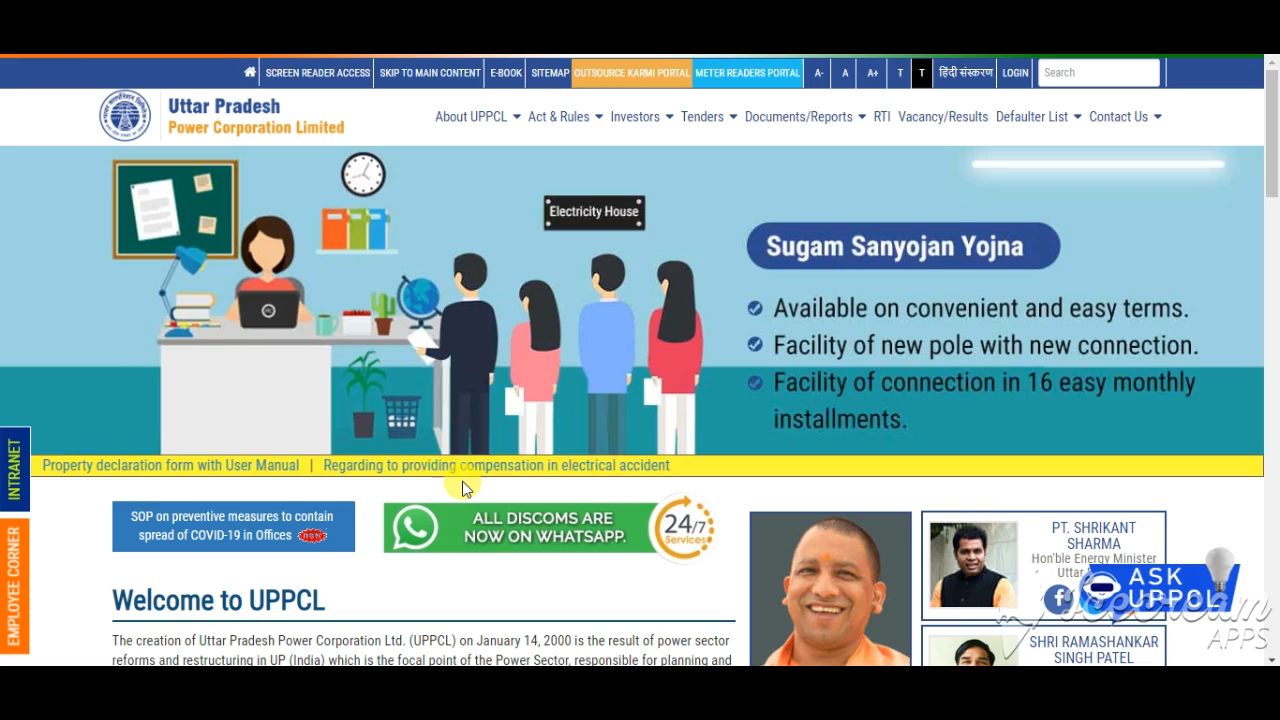 SCREEN READER ACCESS SKIP TO MAIN CONTENT E-BOOK SITEMAP OUTSOURCE KARMI PORTAL METER READERS PORTAL A- A A+ T T हिंदी संस्करण LOGIN Search
Uttar Pradesh
Power Corporation Limited
About UPPCL Act & Rules Investors Tenders Documents/Reports RTI Vacancy/Results Defaulter List Contact Us
Electricity House
Sugam Sanyojan Yojna
Available on convenient and easy terms.
Facility of new pole with new connection.
Facility of connection in 16 easy monthly
installments.
INTRANET
Property declaration form with User Manual | Regarding to providing compensation in electrical accident
EMPLOYEE CORNER
SOP on preventive measures to contain
spread of COVID-19 in Offices
ALL DISCOMS ARE
NOW ON WHATSAPP.
24/7
Services
PT. SHRIKANT
SHARMA
Hon'ble Energy Minister
ASK
UPPCL
APPS
SHRI RAMASHANKAR
SINGH PATEL
Welcome to UPPCL
The creation of Uttar Pradesh Power Corporation Ltd. (UPPCL) on January 14, 2000 is the result of power sector
reforms and restructuring in UP (India) which is the focal point of the Power Sector, responsible for planning and